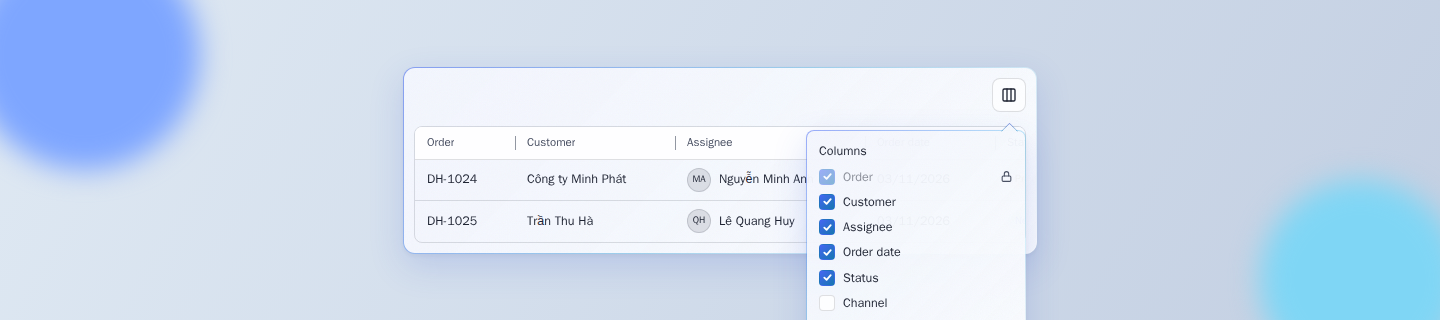 Order Customer Assignee
DH-1024 Công ty Minh Phát MA Nguyễn Minh An
DH-1025 Trần Thu Hà QH Lê Quang Huy
Columns
Order
Customer
Assignee
Order date
Status
Channel